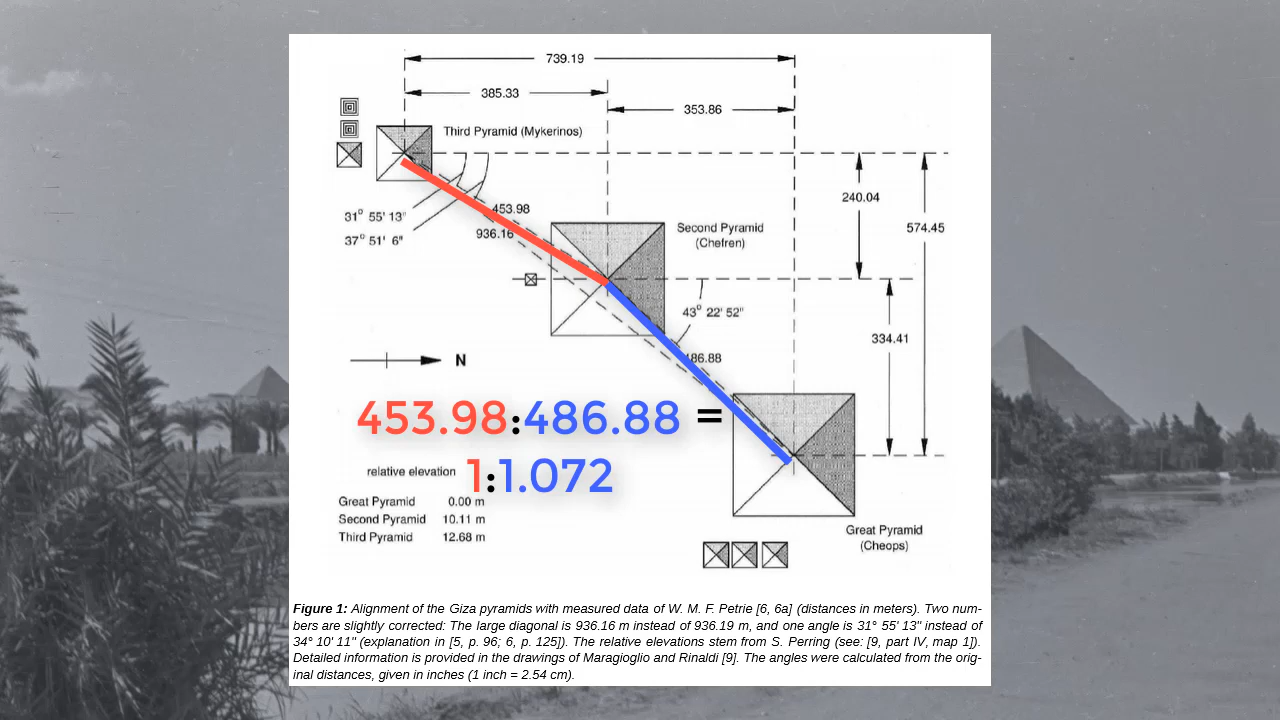 739.19
385.33
353.86
Third Pyramid (Mykerinos)
240.04
31° 55' 13"
453.98
574.45
Second Pyramid
(Chefren)
37° 51' 6"
936.16
43° 22' 52"
334.41
N
486.88
453.98:486.88 =
relative elevation
1:1.072
Great Pyramid 0.00 m
Second Pyramid 10.11 m
Third Pyramid 12.68 m
Great Pyramid
(Cheops)
Figure 1: Alignment of the Giza pyramids with measured data of W. M. F. Petrie [6, 6a] (distances in meters). Two num-
bers are slightly corrected: The large diagonal is 936.16 m instead of 936.19 m, and one angle is 31° 55' 13" instead of
34° 10' 11" (explanation in [5, p. 96; 6, p. 125]). The relative elevations stem from S. Perring (see: [9, part IV, map 1]).
Detailed information is provided in the drawings of Maragioglio and Rinaldi [9]. The angles were calculated from the orig-
inal distances, given in inches (1 inch = 2.54 cm).